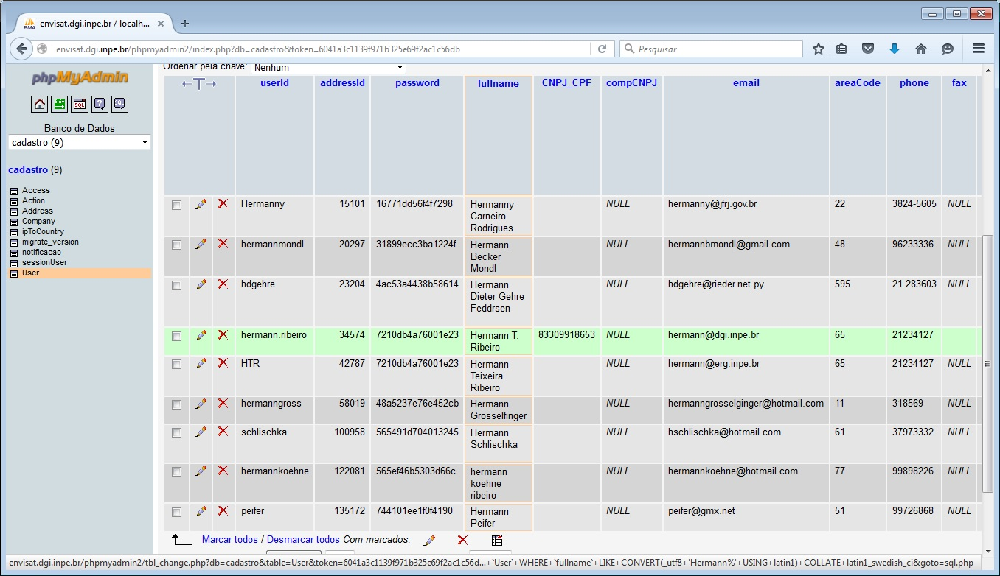 envisat.dgi.inpe.br / localh...
envisat.dgi.inpe.br/phpmyadmin2/index.php?db=cadastro&token=6041a3c1139f971b325e69f2ac1c56db
Pesquisar
phpMyAdmin
Banco de Dados
cadastro (9)
cadastro (9)
Access
Action
Address
Company
ipToCountry
migrate_version
notificacao
sessionUser
User
Ordenar pela chave: Nenhum
←T→ userId addressId password fullname CNPJ_CPF compCNPJ email areaCode phone fax
Hermanny 15101 16771dd56f4f7298 Hermanny NULL hermanny@jfrj.gov.br 22 3824-5605 NULL
Carneiro
Rodrigues
hermannmondl 20297 31899ecc3ba1224f Hermann NULL hermannbmondl@gmail.com 48 96233336 NULL
Becker
Mondl
hdgehre 23204 4ac53a4438b58614 Hermann NULL hdgehre@rieder.net.py 595 21 283603 NULL
Dieter Gehre
Feddrsen
hermann.ribeiro 34574 7210db4a76001e23 Hermann T. 83309918653 NULL hermann@dgi.inpe.br 65 21234127
Ribeiro
HTR 42787 7210db4a76001e23 Hermann NULL hermann@erg.inpe.br 65 21234127 NULL
Teixeira
Ribeiro
hermanngross 58019 48a5237e76e452cb Hermann NULL hermanngrosselginger@hotmail.com 11 318569 NULL
Grosselfinger
schlischka 100958 565491d704013245 Hermann NULL hschlischka@hotmail.com 61 37973332 NULL
Schlischka
hermannkoehne 122081 565ef46b5303d66c hermann NULL hermannkoehne@hotmail.com 77 99898226 NULL
koehne
ribeiro
peifer 135172 744101ee1f0f4190 Hermann NULL peifer@gmx.net 51 99726868 NULL
Peifer
Marcar todos / Desmarcar todos Com marcados:
envisat.dgi.inpe.br/phpmyadmin2/tbl_change.php?db=cadastro&table=User&token=6041a3c1139f971b325e69f2ac1c56d...+`User`+WHERE+`fullname`+LIKE+CONVERT(_utf8+'Hermann%'+USING+latin1)+COLLATE+latin1_swedish_ci&goto=sql.php